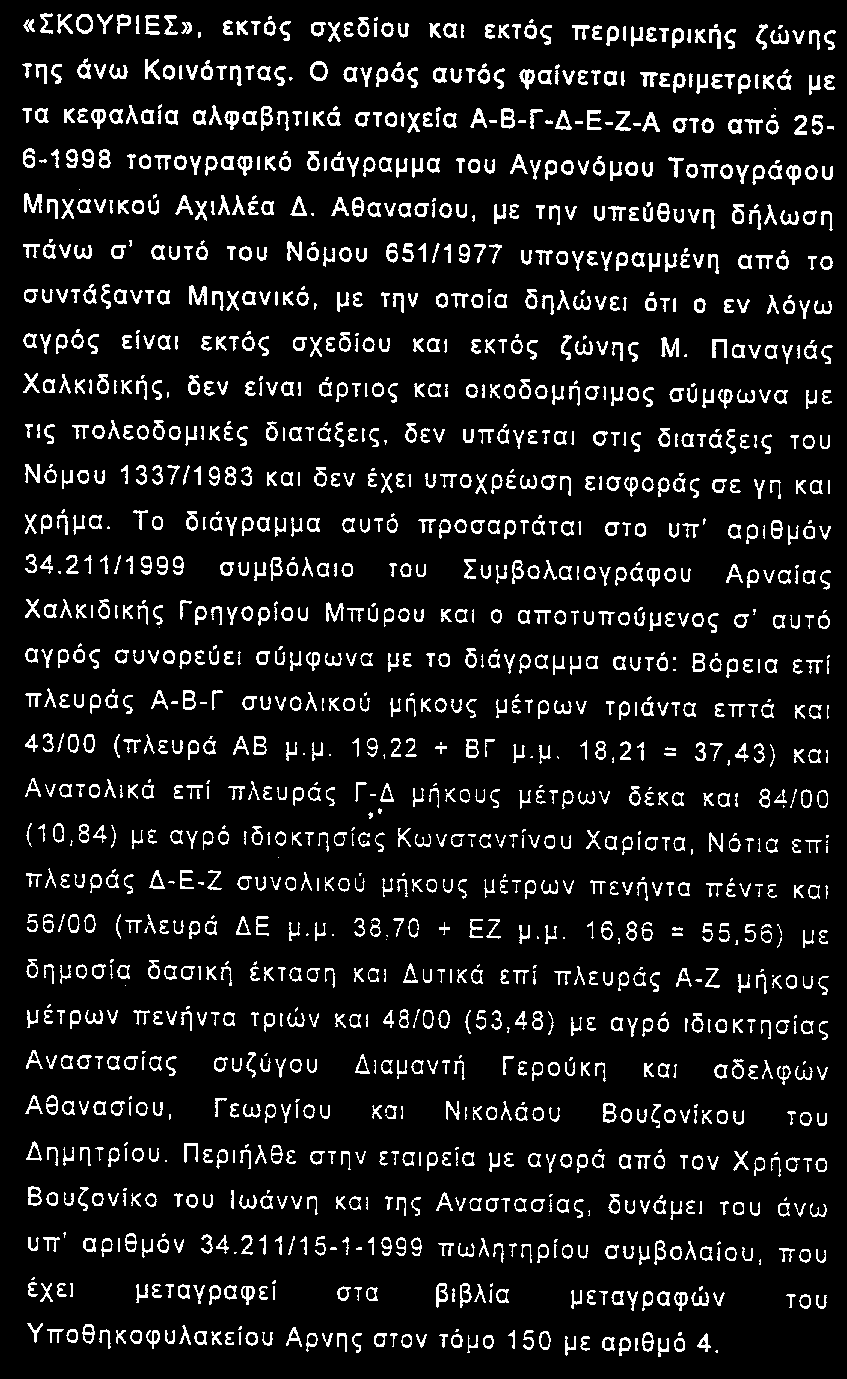 «ΣΚΟΥΡΙΕΣ», εκτός σχεδίου και εκτός περιμετρικής ζώνης
της άνω Κοινότητας. Ο αγρός αυτός φαίνεται περιμετρικά με
τα κεφαλαία αλφαβητικά στοιχεία Α-Β-Γ-Δ-Ε-Ζ-Α στο από 25-
6-1998 τοπογραφικό διάγραμμα του Αγρονόμου Τοπογράφου
Μηχανικού Αχιλλέα Δ. Αθανασίου, με την υπεύθυνη δήλωση
πάνω σ' αυτό του Νόμου 651/1977 υπογεγραμμένη από το
συντάξαντα Μηχανικό, με την οποία δηλώνει ότι ο εν λόγω
αγρός είναι εκτός σχεδίου και εκτός ζώνης Μ. Παναγιάς
Χαλκιδικής, δεν είναι άρτιος και οικοδομήσιμος σύμφωνα με
τις πολεοδομικές διατάξεις, δεν υπάγεται στις διατάξεις του
Νόμου 1337/1983 και δεν έχει υποχρέωση εισφοράς σε γη και
χρήμα. Το διάγραμμα αυτό προσαρτάται στο υπ' αριθμόν
34.211/1999 συμβόλαιο του Συμβολαιογράφου Αρναίας
Χαλκιδικής Γρηγορίου Μπύρου και ο αποτυπούμενος σ' αυτό
αγρός συνορεύει σύμφωνα με το διάγραμμα αυτό: Βόρεια επί
πλευράς Α-Β-Γ συνολικού μήκους μέτρων τριάντα επτά και
43/00 (πλευρά ΑΒ μ.μ. 19,22 + ΒΓ μ.μ. 18,21 = 37,43) και
Ανατολικά επί πλευράς Γ-Δ μήκους μέτρων δέκα και 84/00
(10,84) με αγρό ιδιοκτησίας Κωνσταντίνου Χαρίστα, Νότια επί
πλευράς Δ-Ε-Ζ συνολικού μήκους μέτρων πενήντα πέντε και
56/00 (πλευρά ΔΕ μ.μ. 38,70 + ΕΖ μ.μ. 16,86 = 55,56) με
δημοσία δασική έκταση και Δυτικά επί πλευράς Α-Ζ μήκους
μέτρων πενήντα τριών και 48/00 (53,48) με αγρό ιδιοκτησίας
Αναστασίας συζύγου Διαμαντή Γερούκη και αδελφών
Αθανασίου, Γεωργίου και Νικολάου Βουζονίκου του
Δημητρίου. Περιήλθε στην εταιρεία με αγορά από τον Χρήστο
Βουζονίκο του Ιωάννη και της Αναστασίας, δυνάμει του άνω
υπ' αριθμόν 34.211/15-1-1999 πωλητηρίου συμβολαίου, που
έχει μεταγραφεί στα βιβλία μεταγραφών του
Υποθηκοφυλακείου Αρνης στον τόμο 150 με αριθμό 4.